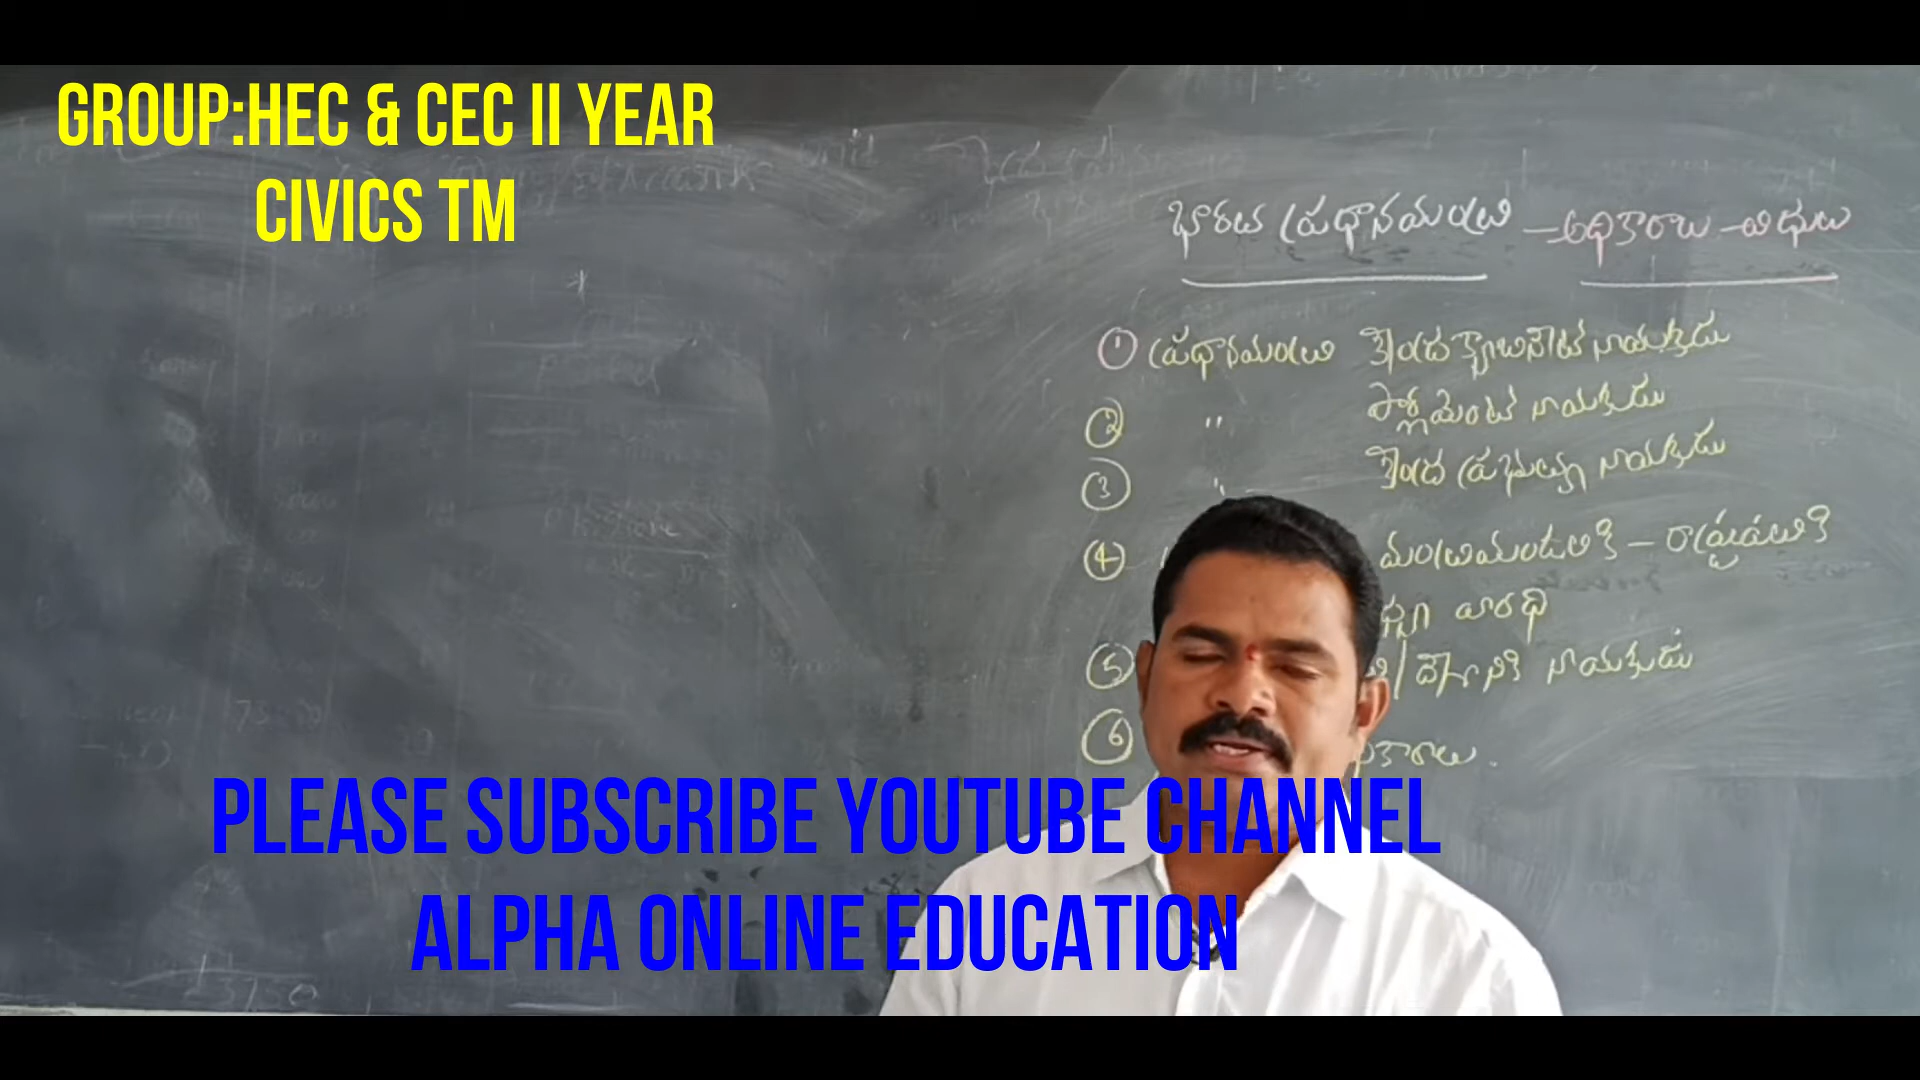 GROUP:HEC & CEC II YEAR
CIVICS TM
భారత ప్రధానమంత్రి – అధికారాలు – విధులు
① ప్రధానమంత్రి కేంద్ర క్యాబినెట్ నాయకుడు
② " పార్లమెంట్ నాయకుడు
③ " కేంద్ర ప్రభుత్వ నాయకుడు
④ మంత్రిమండలికి – రాష్ట్రపతికి
వారధి
⑤ / దేశానికి నాయకుడు
⑥
PLEASE SUBSCRIBE YOUTUBE CHANNEL
ALPHA ONLINE EDUCATION